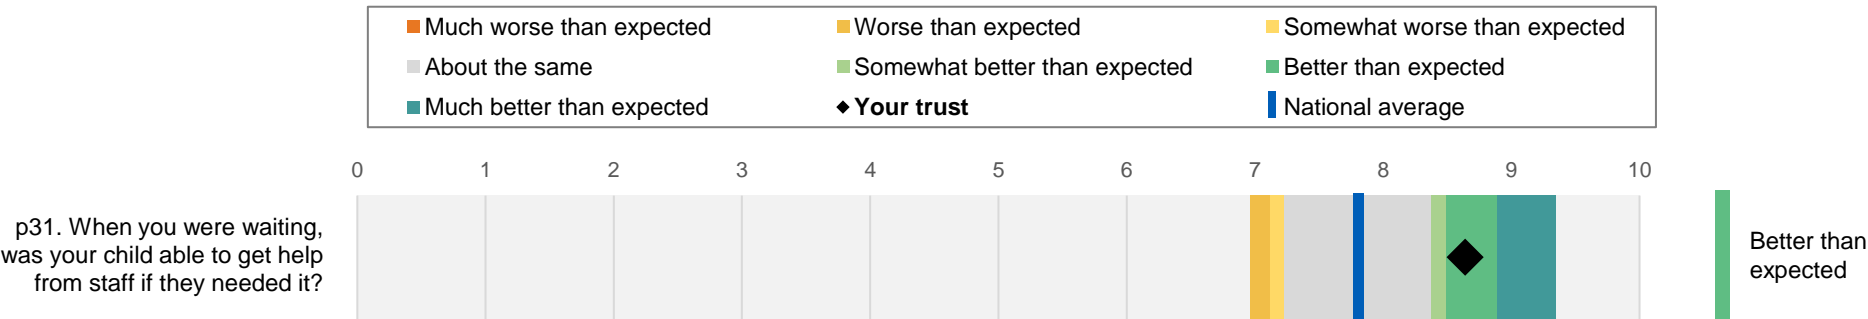 Much worse than expected
Worse than expected
Somewhat worse than expected
About the same
Somewhat better than expected
Better than expected
Much better than expected
Your trust
National average
0 1 2 3 4 5 6 7 8 9 10
p31. When you were waiting,
was your child able to get help
from staff if they needed it?
Better than
expected